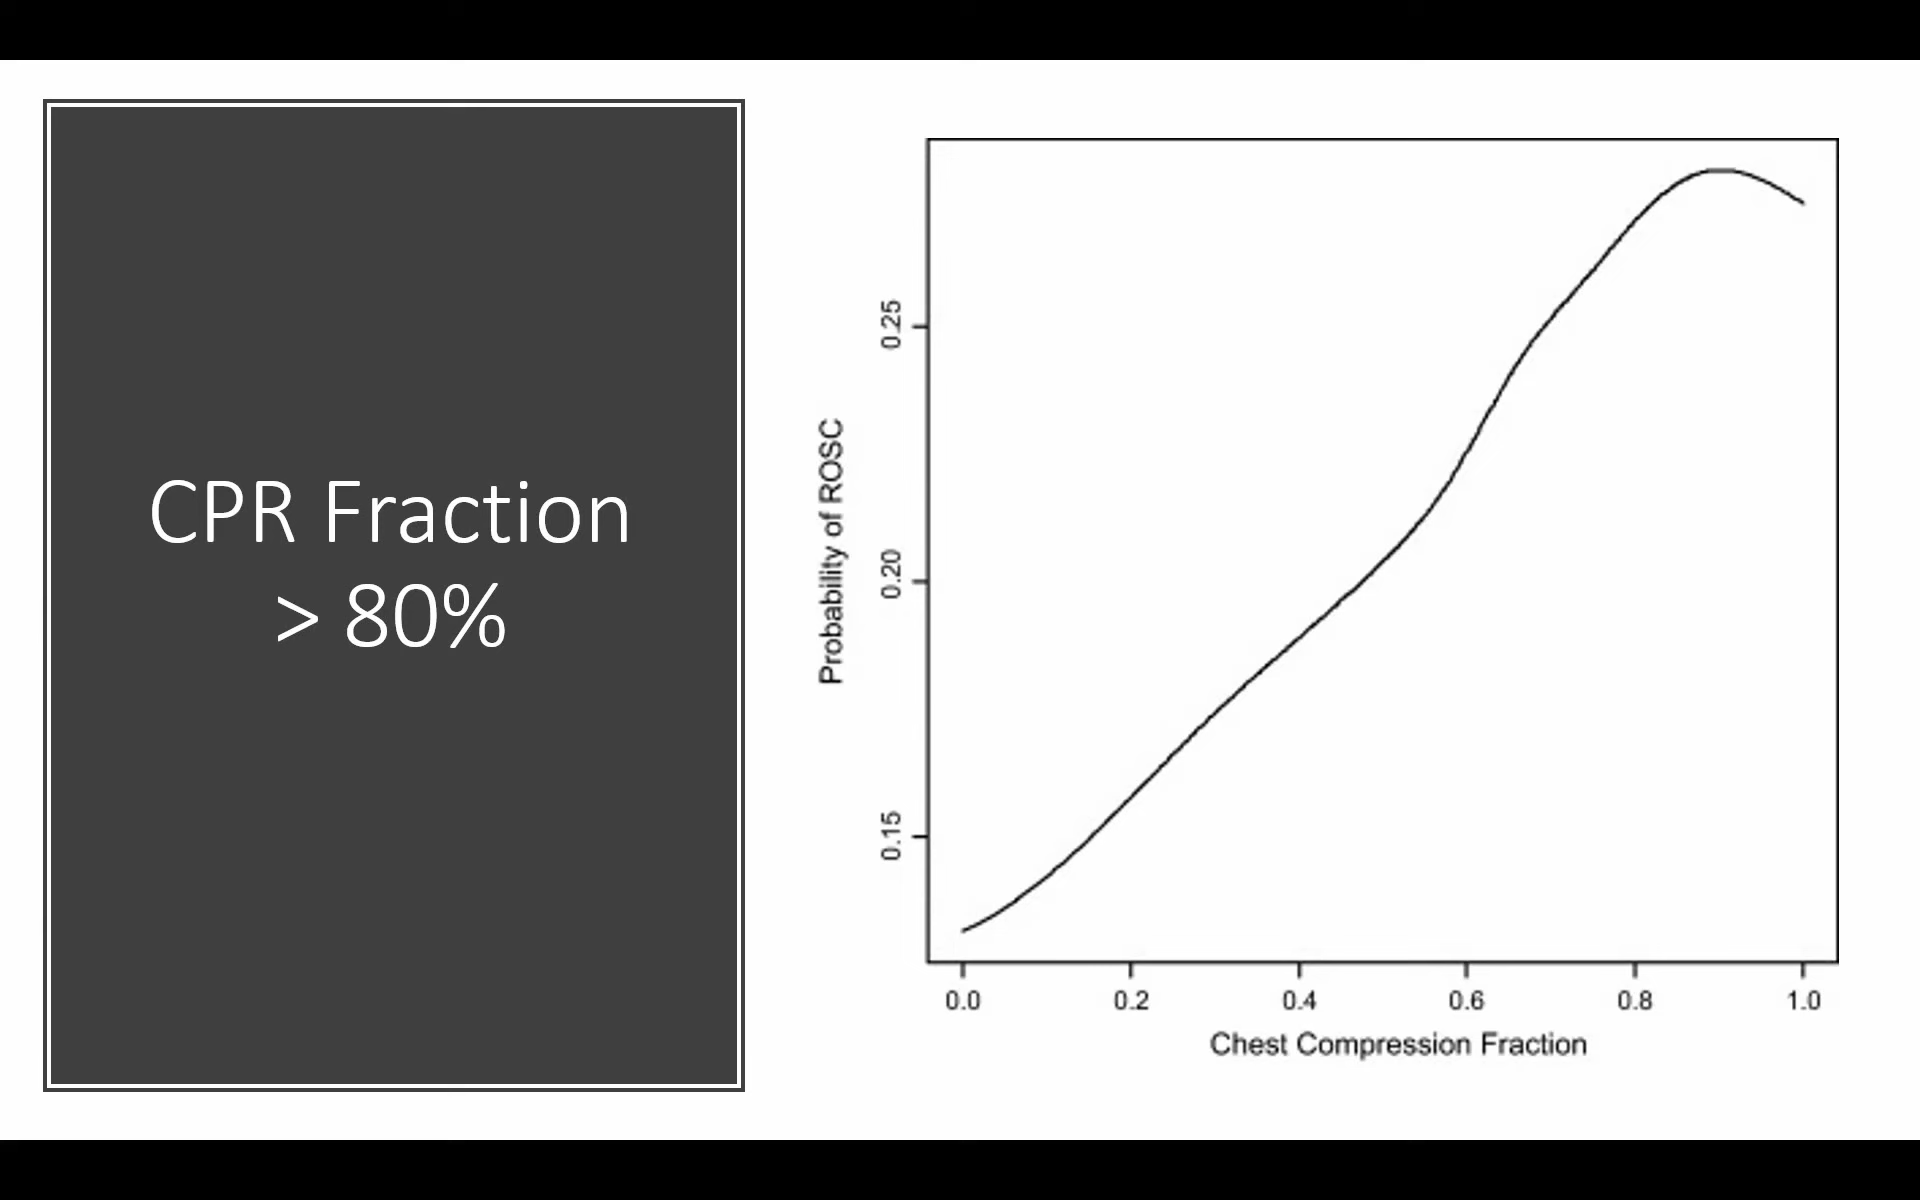 CPR Fraction
> 80%
Probability of ROSC
0.25
0.20
0.15
0.0 0.2 0.4 0.6 0.8 1.0
Chest Compression Fraction